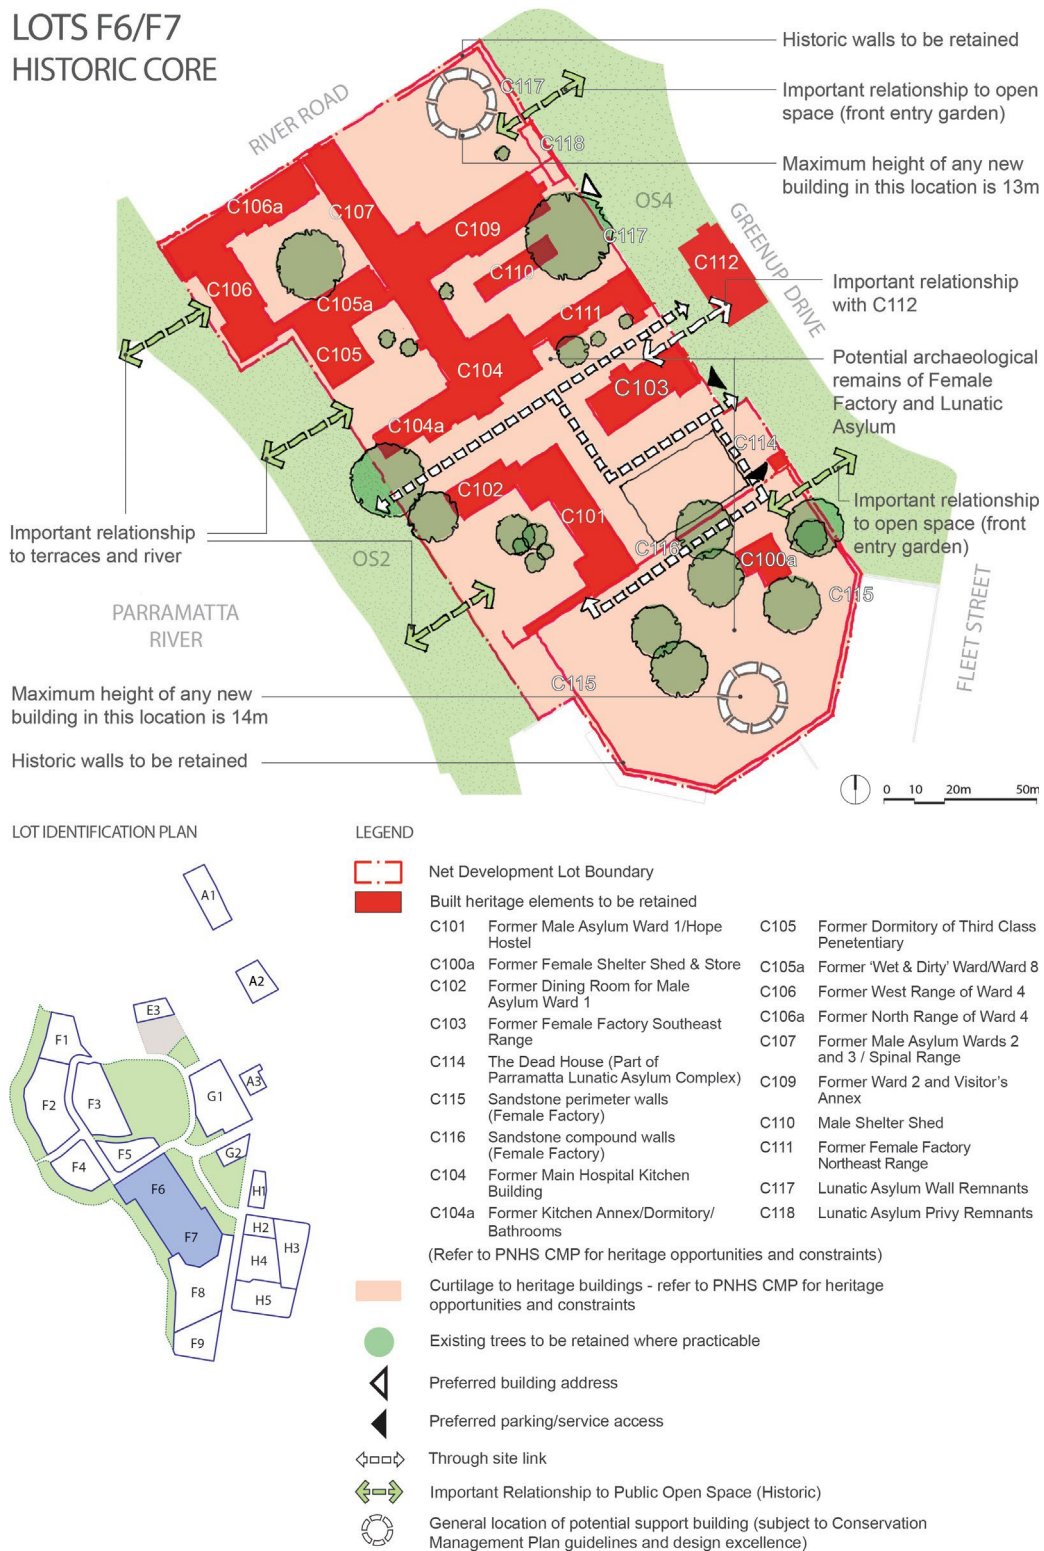 LOTS F6/F7
HISTORIC CORE
RIVER ROAD
Historic walls to be retained
C117
Important relationship to open
space (front entry garden)
C118
Maximum height of any new
building in this location is 13m
C106a
C107
OS4
C109
C117
GREENUP DRIVE
C110
C112
C106
C105a
Important relationship
with C112
C111
C105
C104
C103
Potential archaeological
remains of Female
Factory and Lunatic
Asylum
C104a
C114
C102
C101
Important relationship
to open space (front
entry garden)
Important relationship
to terraces and river
OS2
C116
C100a
C115
PARRAMATTA
RIVER
FLEET STREET
C115
Maximum height of any new
building in this location is 14m
Historic walls to be retained
0 10 20m 50m
LOT IDENTIFICATION PLAN
A1
A2
E3
F1
A3
G1
F2
F3
F5
G2
F4
F6
H1
F7
H2
H3
H4
F8
H5
F9
LEGEND
Net Development Lot Boundary
Built heritage elements to be retained
C101 Former Male Asylum Ward 1/Hope
Hostel
C100a Former Female Shelter Shed & Store
C102 Former Dining Room for Male
Asylum Ward 1
C103 Former Female Factory Southeast
Range
C114 The Dead House (Part of
Parramatta Lunatic Asylum Complex)
C115 Sandstone perimeter walls
(Female Factory)
C116 Sandstone compound walls
(Female Factory)
C104 Former Main Hospital Kitchen
Building
C104a Former Kitchen Annex/Dormitory/
Bathrooms
C105 Former Dormitory of Third Class
Penetentiary
C105a Former ‘Wet & Dirty’ Ward/Ward 8
C106 Former West Range of Ward 4
C106a Former North Range of Ward 4
C107 Former Male Asylum Wards 2
and 3 / Spinal Range
C109 Former Ward 2 and Visitor's
Annex
C110 Male Shelter Shed
C111 Former Female Factory
Northeast Range
C117 Lunatic Asylum Wall Remnants
C118 Lunatic Asylum Privy Remnants
(Refer to PNHS CMP for heritage opportunities and constraints)
Curtilage to heritage buildings - refer to PNHS CMP for heritage
opportunities and constraints
Existing trees to be retained where practicable
Preferred building address
Preferred parking/service access
Through site link
Important Relationship to Public Open Space (Historic)
General location of potential support building (subject to Conservation
Management Plan guidelines and design excellence)